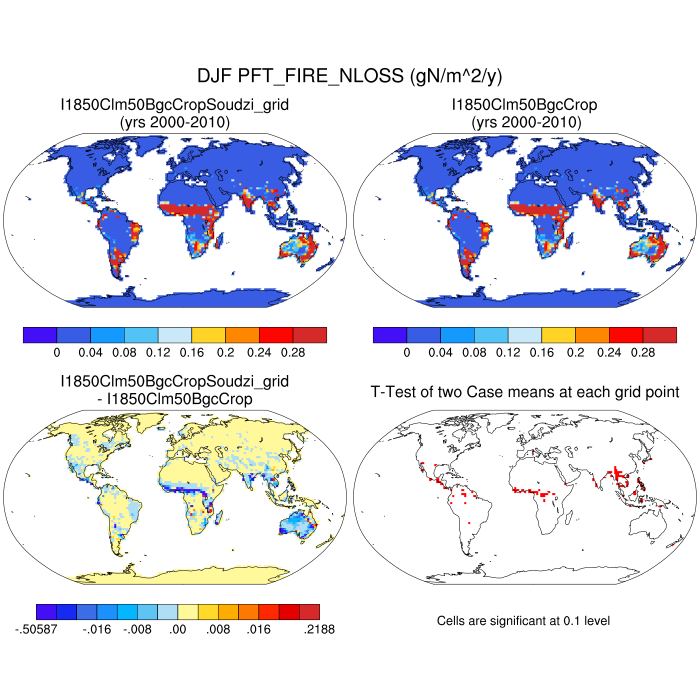 DJF PFT_FIRE_NLOSS (gN/m^2/y)
I1850Clm50BgcCropSoudzi_grid
(yrs 2000-2010)
I1850Clm50BgcCrop
(yrs 2000-2010)
0 0.04 0.08 0.12 0.16 0.2 0.24 0.28
0 0.04 0.08 0.12 0.16 0.2 0.24 0.28
I1850Clm50BgcCropSoudzi_grid
- I1850Clm50BgcCrop
T-Test of two Case means at each grid point
-.50587 -.016 -.008 .00 .008 .016 .2188
Cells are significant at 0.1 level